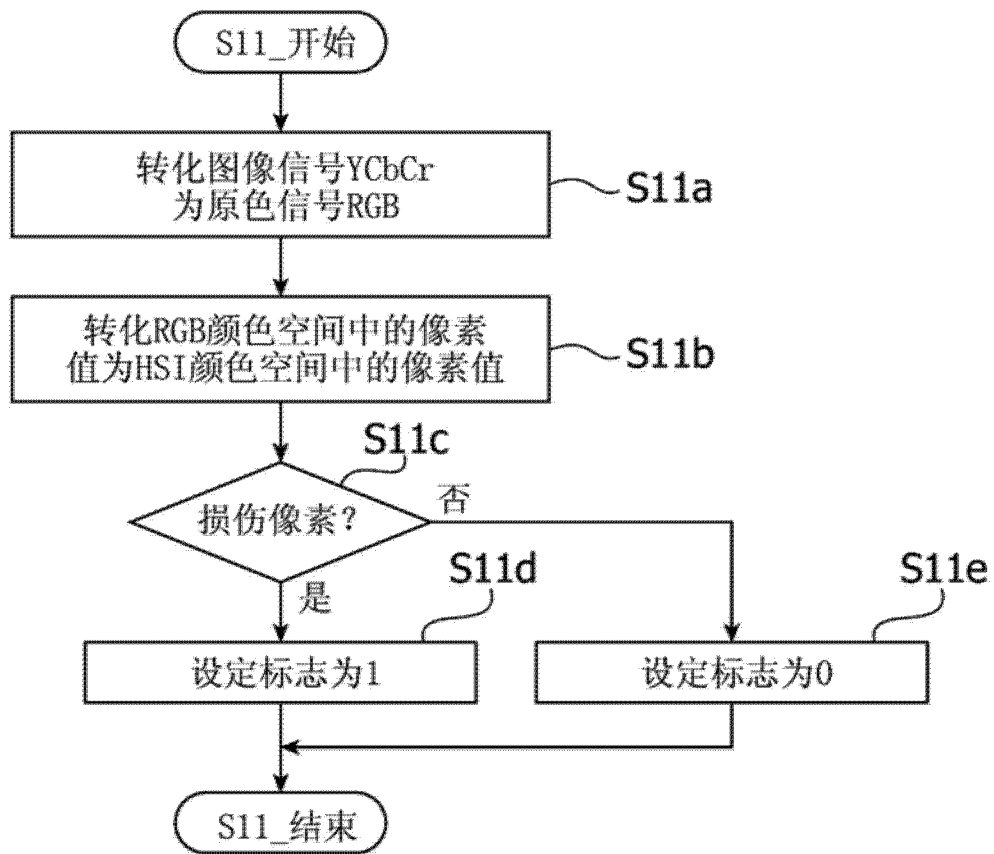 S11_开始
转化图像信号YCbCr
为原色信号RGB
S11a
转化RGB颜色空间中的像素
值为HSI颜色空间中的像素值
S11b
S11c
损伤像素?
否
是
S11d
设定标志为1
S11e
设定标志为0
S11_结束